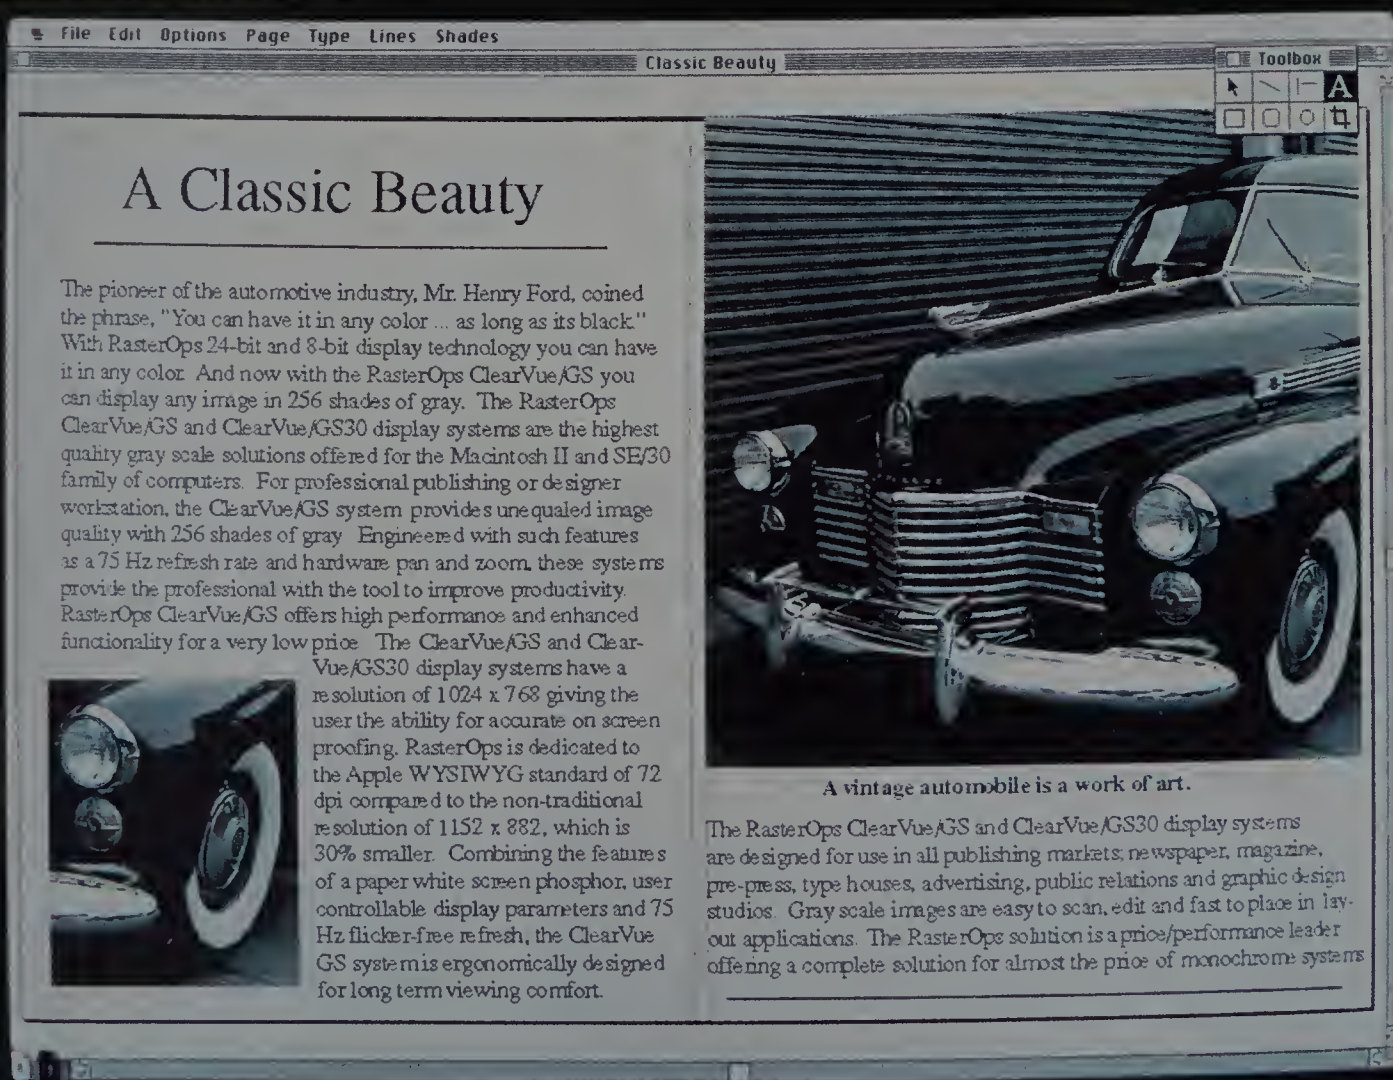 File Edit Options Page Type Lines Shades
Classic Beauty
Toolbox
A
A Classic Beauty
The pioneer of the automotive industry, Mr. Henry Ford, coined
the phrase, "You can have it in any color ... as long as its black."
With RasterOps 24-bit and 8-bit display technology you can have
it in any color. And now with the RasterOps ClearVue/GS you
can display any image in 256 shades of gray. The RasterOps
ClearVue/GS and ClearVue/GS30 display systems are the highest
quality gray scale solutions offered for the Macintosh II and SE/30
family of computers. For professional publishing or designer
workstation, the ClearVue/GS system provides unequaled image
quality with 256 shades of gray Engineered with such features
as a 75 Hz refresh rate and hardware pan and zoom, these systems
provide the professional with the tool to improve productivity.
RasterOps ClearVue/GS offers high performance and enhanced
functionality for a very low price The ClearVue/GS and Clear-
Vue/GS30 display systems have a
resolution of 1024 x 768 giving the
user the ability for accurate on screen
proofing. RasterOps is dedicated to
the Apple WYSIWYG standard of 72
dpi compared to the non-traditional
resolution of 1152 x 882, which is
30% smaller. Combining the features
of a paper white screen phosphor, user
controllable display parameters and 75
Hz flicker-free refresh, the ClearVue
GS system is ergonomically designed
for long term viewing comfort.
A vintage automobile is a work of art.
The RasterOps ClearVue/GS and ClearVue/GS30 display systems
are designed for use in all publishing markets; newspaper, magazine,
pre-press, type houses, advertising, public relations and graphic design
studios. Gray scale images are easy to scan, edit and fast to place in lay-
out applications. The RasterOps solution is a price/performance leader
offering a complete solution for almost the price of monochrome systems